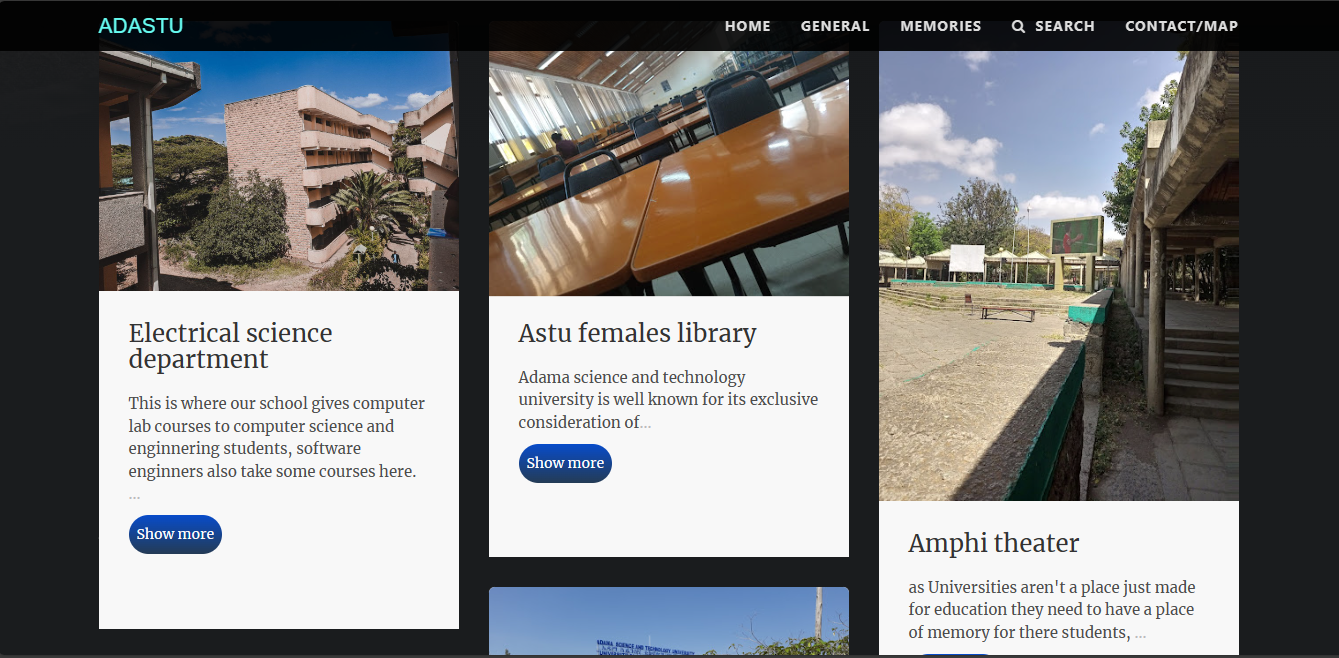 ADASTU
HOME
GENERAL
MEMORIES
SEARCH
CONTACT/MAP
Electrical science
department
This is where our school gives computer
lab courses to computer science and
enginnering students, software
enginners also take some courses here.
...
Show more
Astu females library
Adama science and technology
university is well known for its exclusive
consideration of...
Show more
ADAMA SCIENCE AND TECHNOLOGY UNIVERSITY
Amphi theater
as Universities aren't a place just made
for education they need to have a place
of memory for there students, ...